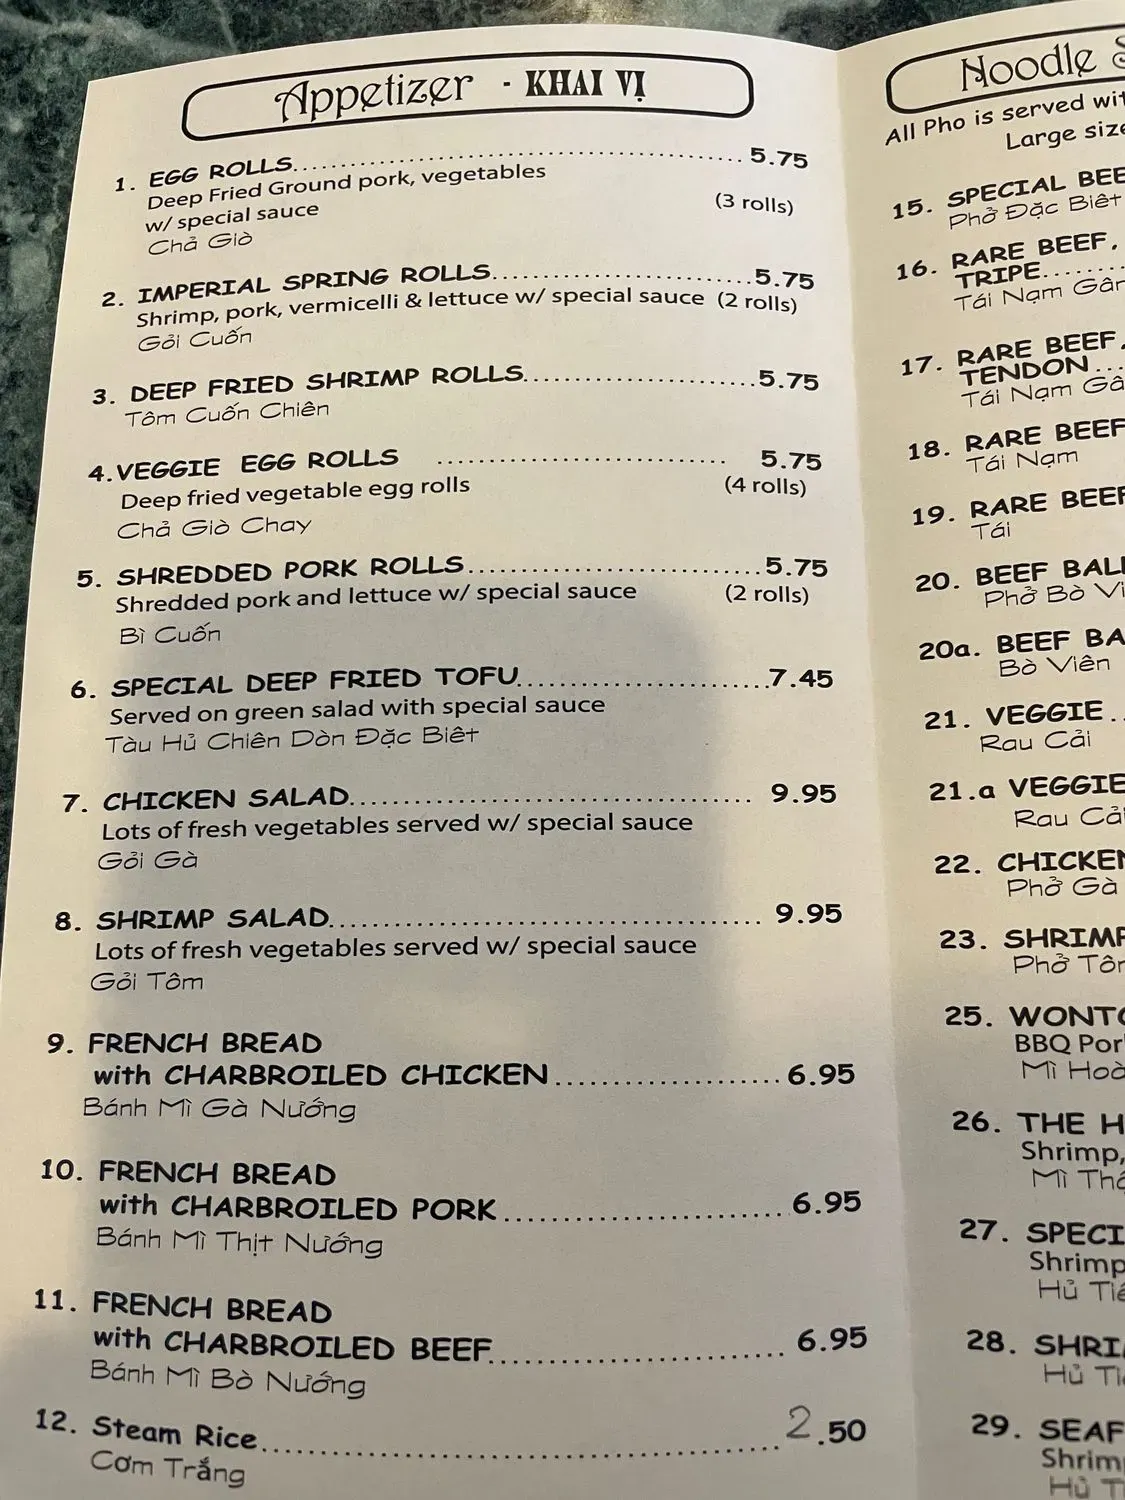 Appetizer - KHAI VỊ
1. EGG ROLLS 5.75
Deep Fried Ground pork, vegetables
w/ special sauce (3 rolls)
Chả Giò
2. IMPERIAL SPRING ROLLS 5.75
Shrimp, pork, vermicelli & lettuce w/ special sauce (2 rolls)
Gỏi Cuốn
3. DEEP FRIED SHRIMP ROLLS 5.75
Tôm Cuốn Chiên
4. VEGGIE EGG ROLLS 5.75
Deep fried vegetable egg rolls (4 rolls)
Chả Giò Chay
5. SHREDDED PORK ROLLS 5.75
Shredded pork and lettuce w/ special sauce (2 rolls)
Bì Cuốn
6. SPECIAL DEEP FRIED TOFU 7.45
Served on green salad with special sauce
Tàu Hủ Chiên Dòn Đặc Biêt
7. CHICKEN SALAD 9.95
Lots of fresh vegetables served w/ special sauce
Gỏi Gà
8. SHRIMP SALAD 9.95
Lots of fresh vegetables served w/ special sauce
Gỏi Tôm
9. FRENCH BREAD
with CHARBROILED CHICKEN 6.95
Bánh Mì Gà Nướng
10. FRENCH BREAD
with CHARBROILED PORK 6.95
Bánh Mì Thịt Nướng
11. FRENCH BREAD
with CHARBROILED BEEF 6.95
Bánh Mì Bò Nướng
12. Steam Rice 2.50
Cơm Trắng
Noodle
All Pho is served
Large size
15. SPECIAL
Phở Đặc Biêt
16. RARE BEEF,
TRIPE
Tái Nạm
17. RARE BEEF,
TENDON
Tái Nạm
18. RARE BEEF
Tái Nạm
19. RARE BEEF
Tái
20. BEEF
Phở Bò
20a. BEEF
Bò Viên
21. VEGGIE
Rau Cải
21.a VEGGIE
Rau
22. CHICKEN
Phở Gà
23. SHRIMP
Phở
25.
BBQ
Mì
26. THE
Shrimp,
Mì
27.
Shrimp
Hủ
28.
Hủ
29.
Shrimp
Hủ